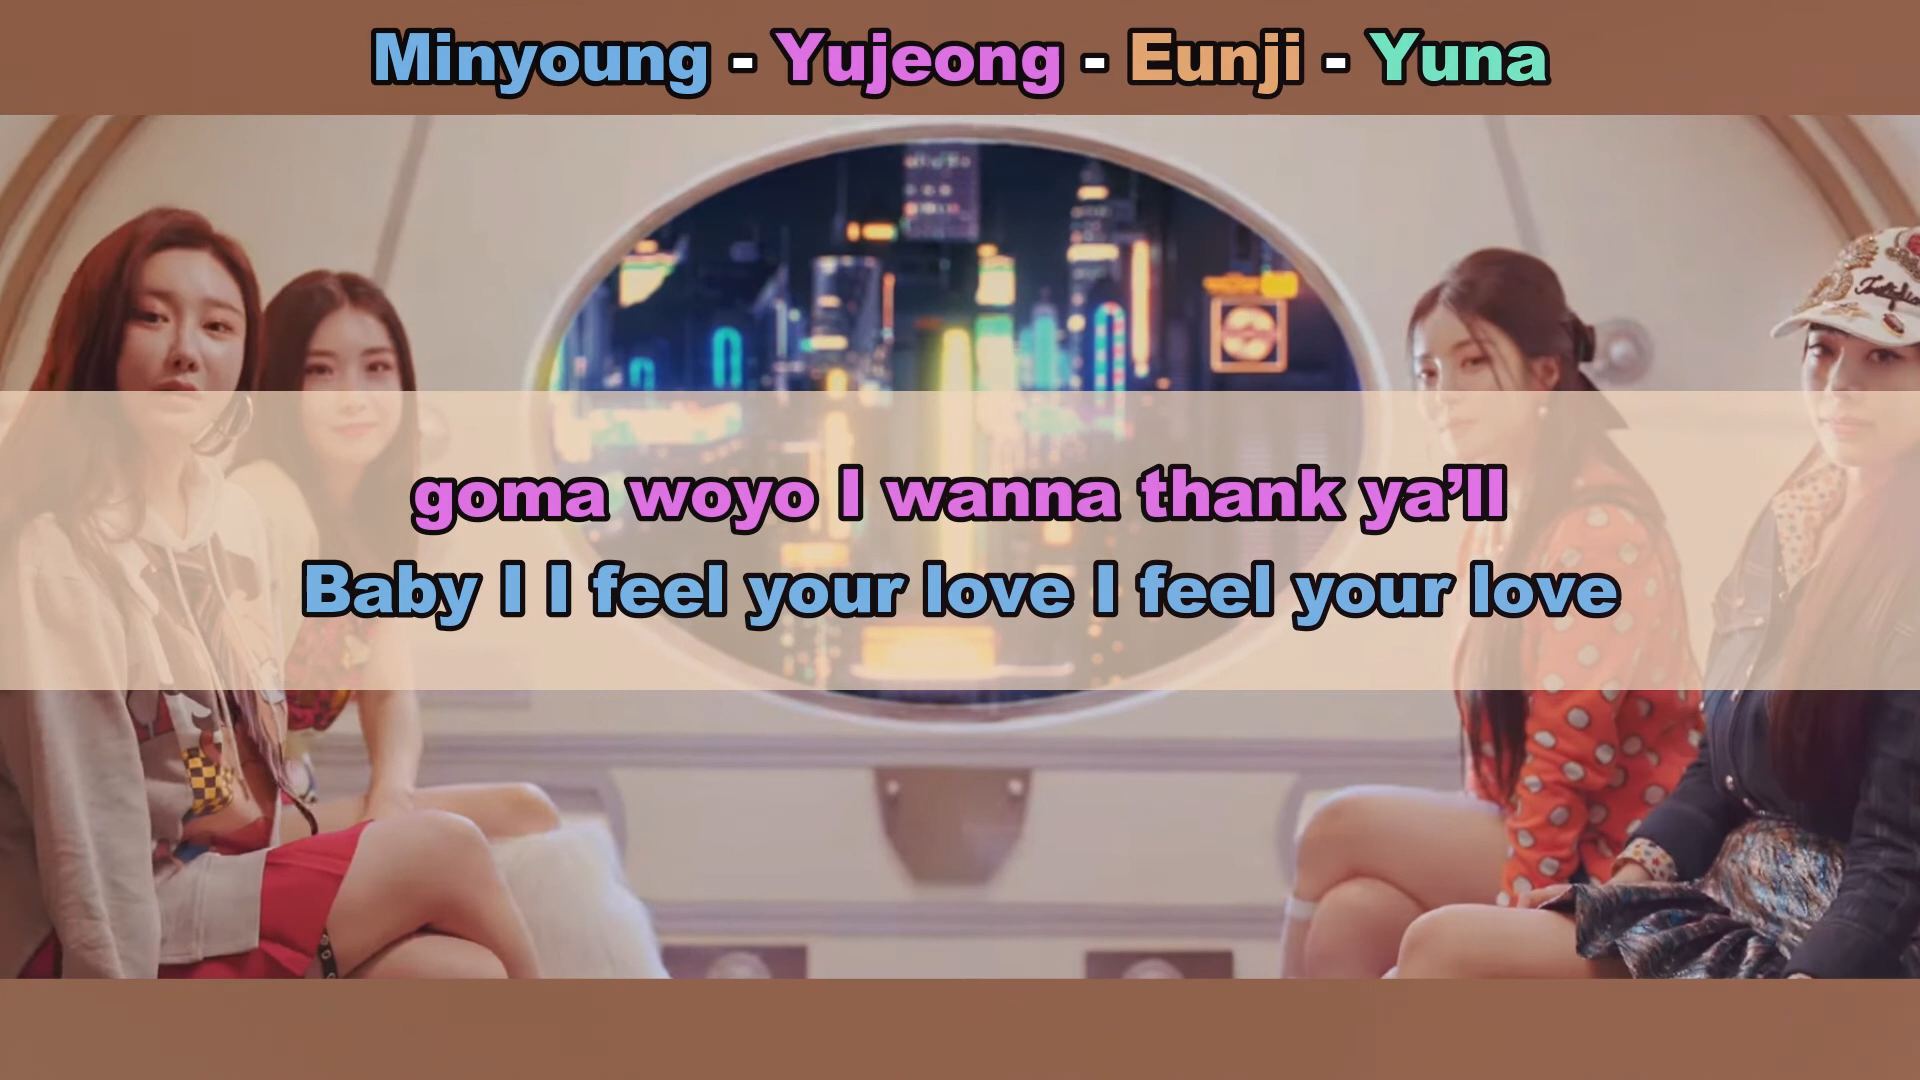 Minyoung - Yujeong - Eunji - Yuna
goma woyo I wanna thank ya’ll
Baby I I feel your love I feel your love